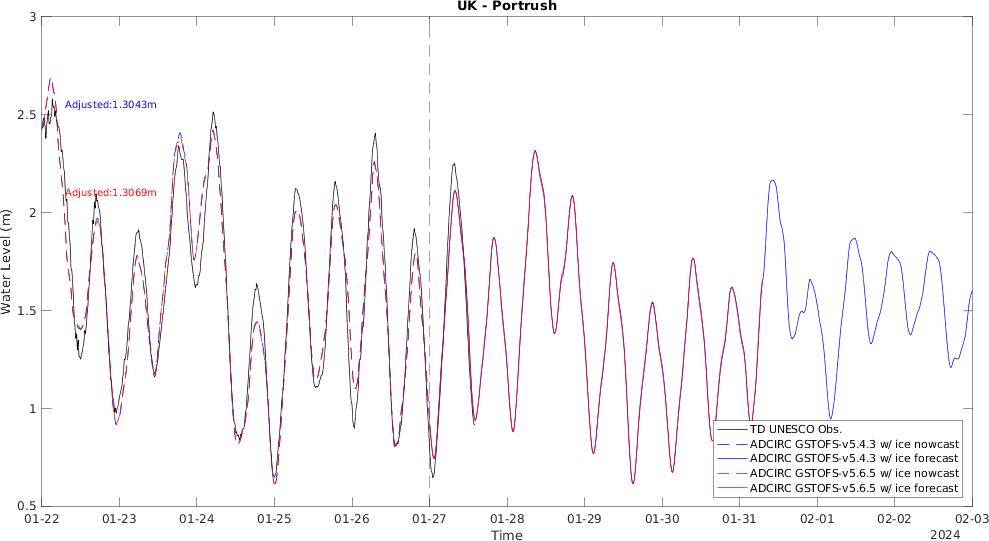 UK - Portrush
3
2.5
2
1.5
1
0.5
Water Level (m)
Adjusted:1.3043m
Adjusted:1.3069m
TD UNESCO Obs.
ADCIRC GSTOFS-v5.4.3 w/ ice nowcast
ADCIRC GSTOFS-v5.4.3 w/ ice forecast
ADCIRC GSTOFS-v5.6.5 w/ ice nowcast
ADCIRC GSTOFS-v5.6.5 w/ ice forecast
01-22 01-23 01-24 01-25 01-26 01-27 01-28 01-29 01-30 01-31 02-01 02-02 02-03
Time
2024